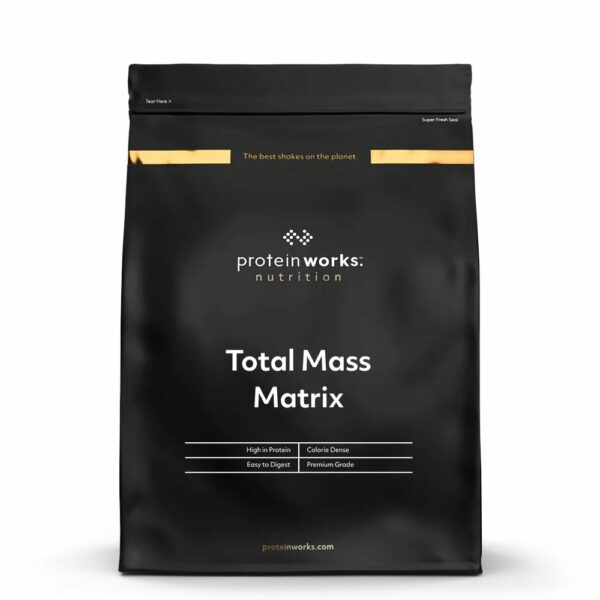 Tear Here >
Super Fresh Seal
The best shakes on the planet.
protein works™
nutrition
Total Mass
Matrix
High in Protein | Calorie Dense
Easy to Digest | Premium Grade
proteinworks.com